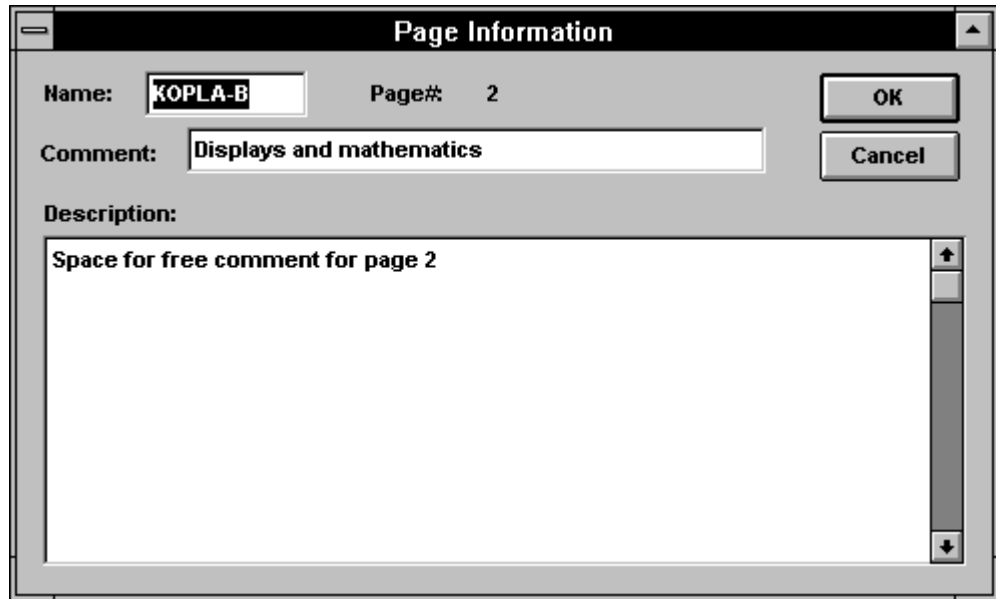 Page Information
Name: KOPLA-B Page#: 2 OK
Comment: Displays and mathematics Cancel
Description:
Space for free comment for page 2